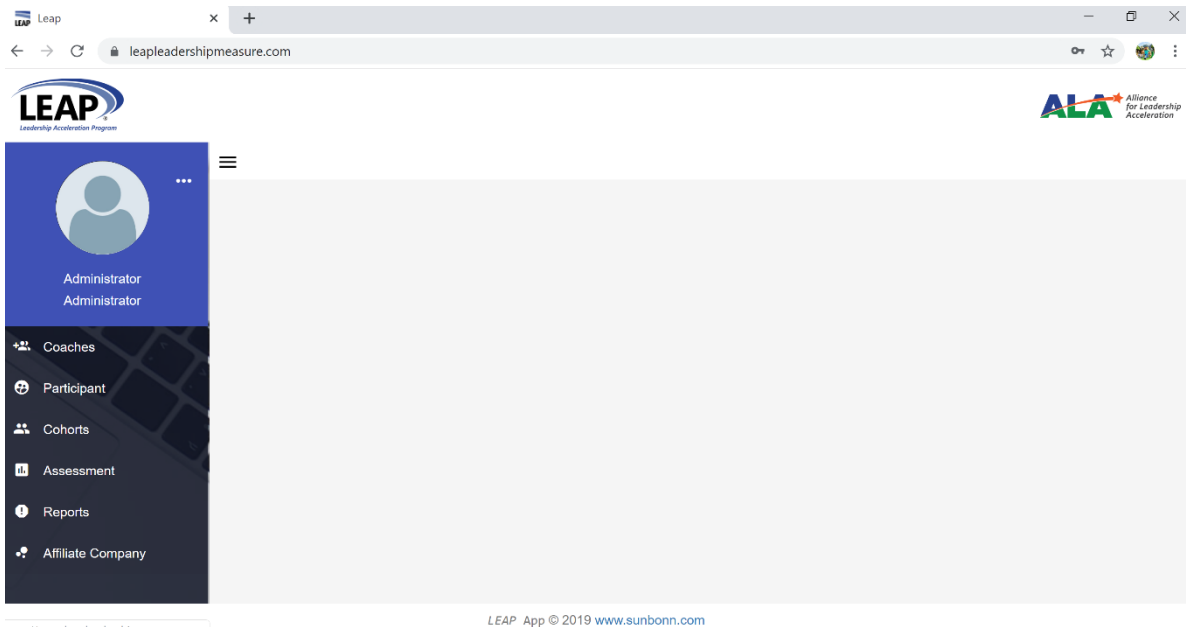 Leap
leapleadershipmeasure.com
LEAP
Leadership Acceleration Program
ALA
Alliance
for Leadership
Acceleration
Administrator
Administrator
Coaches
Participant
Cohorts
Assessment
Reports
Affiliate Company
LEAP App © 2019 www.sunbonn.com